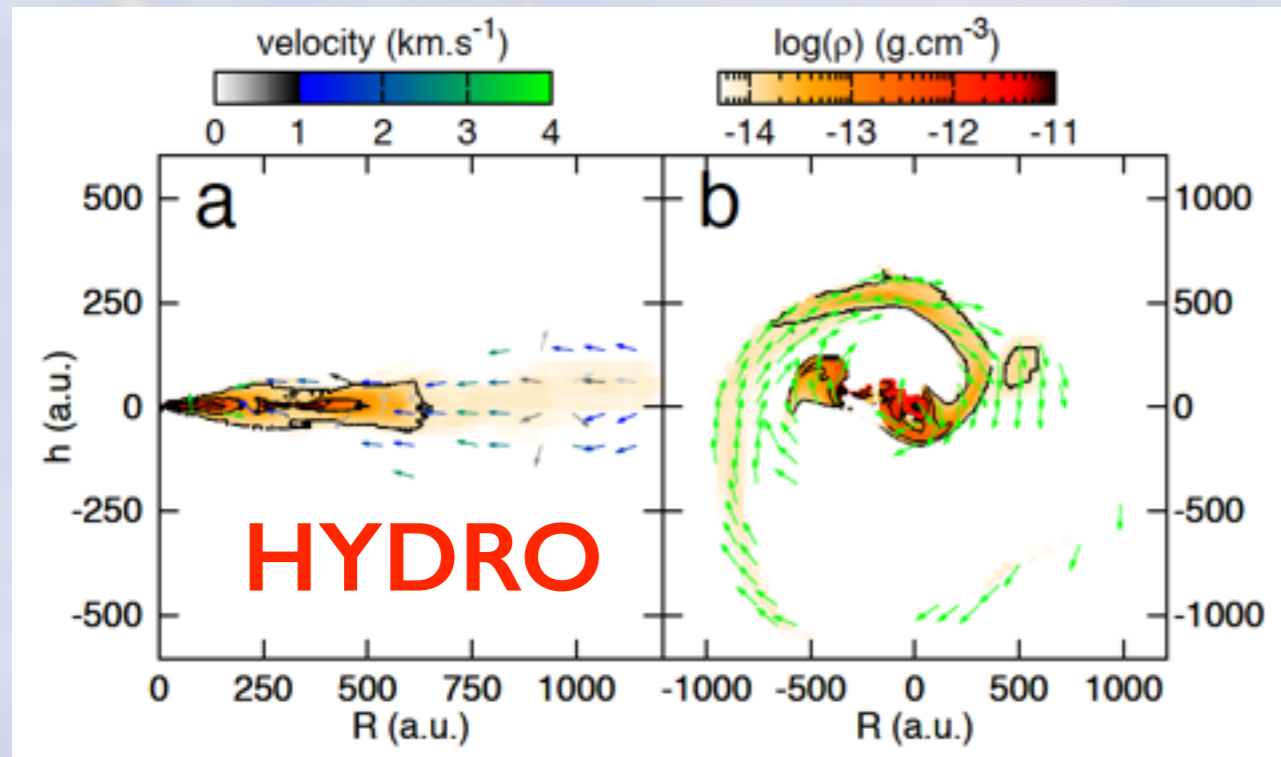 velocity (km.s⁻¹) log(ρ) (g.cm⁻³)
0 1 2 3 4 -14 -13 -12 -11
a b
500 1000
250 500
h (a.u.) 0 0
-250 -500
HYDRO
-500 -1000
0 250 500 750 1000 -1000 -500 0 500 1000
R (a.u.) R (a.u.)